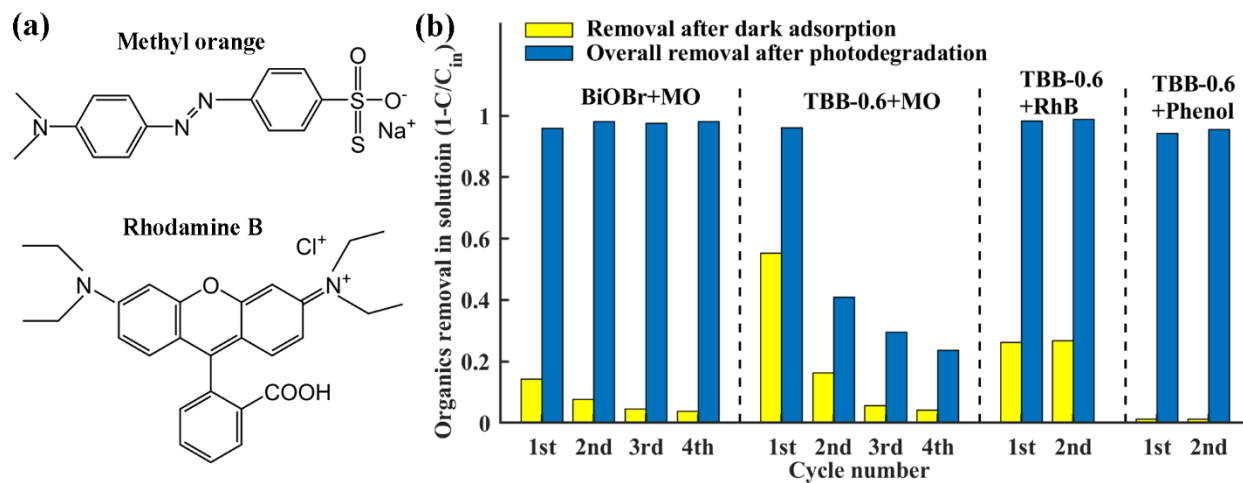 (a)
Methyl orange
N
N
N
O
S
O-
S
Na+
Rhodamine B
Cl+
N
O
N+
COOH
(b)
Removal after dark adsorption
Overall removal after photodegradation
Organics removal in solutioin (1-C/Cin)
1
0.8
0.6
0.4
0.2
0
BiOBr+MO
TBB-0.6+MO
TBB-0.6
+RhB
TBB-0.6
+Phenol
1st 2nd 3rd 4th 1st 2nd 3rd 4th 1st 2nd 1st 2nd
Cycle number